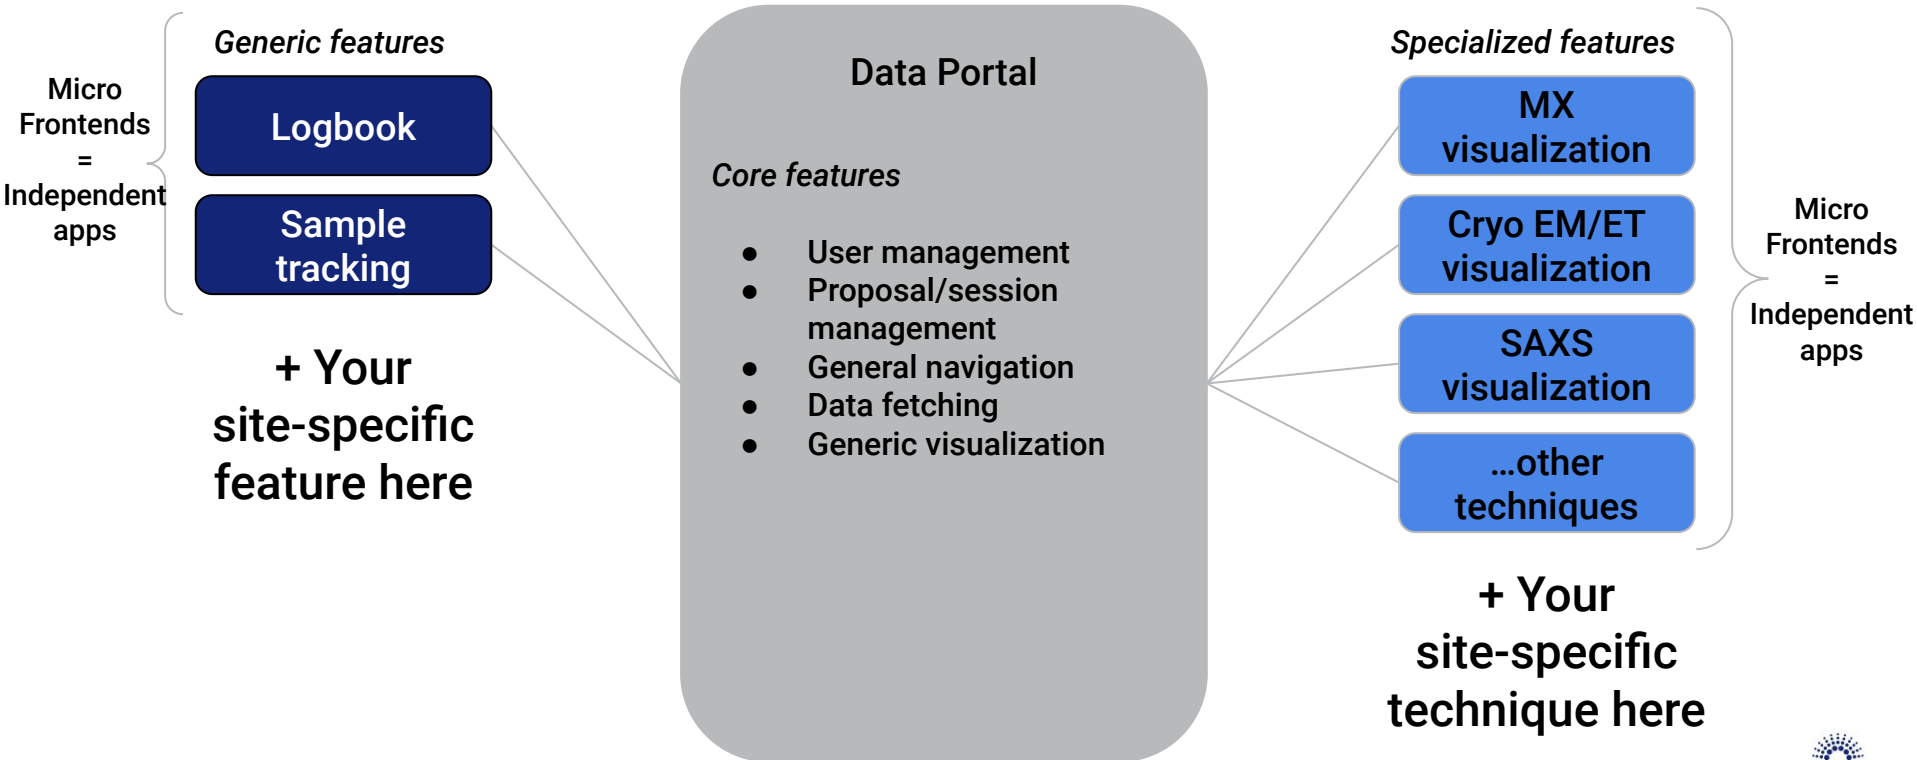 Generic features
Micro
Frontends
=
Independent
apps
Logbook
Sample
tracking
+ Your
site-specific
feature here
Data Portal
Core features
● User management
● Proposal/session
management
● General navigation
● Data fetching
● Generic visualization
Specialized features
MX
visualization
Cryo EM/ET
visualization
SAXS
visualization
...other
techniques
Micro
Frontends
=
Independent
apps
+ Your
site-specific
technique here